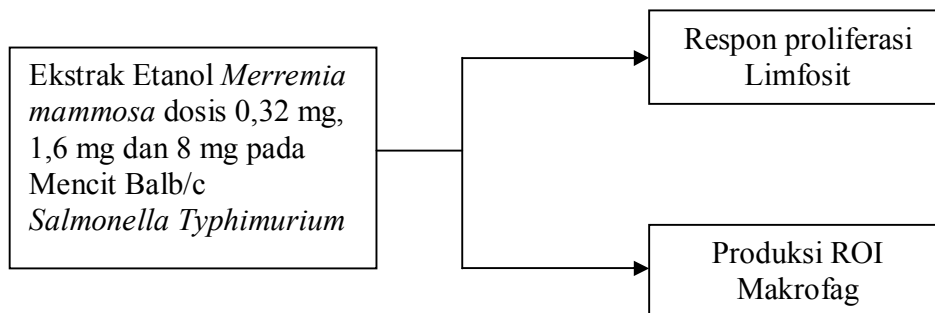 Ekstrak Etanol Merremia
mammosa dosis 0,32 mg,
1,6 mg dan 8 mg pada
Mencit Balb/c
Salmonella Typhimurium
Respon proliferasi
Limfosit
Produksi ROI
Makrofag